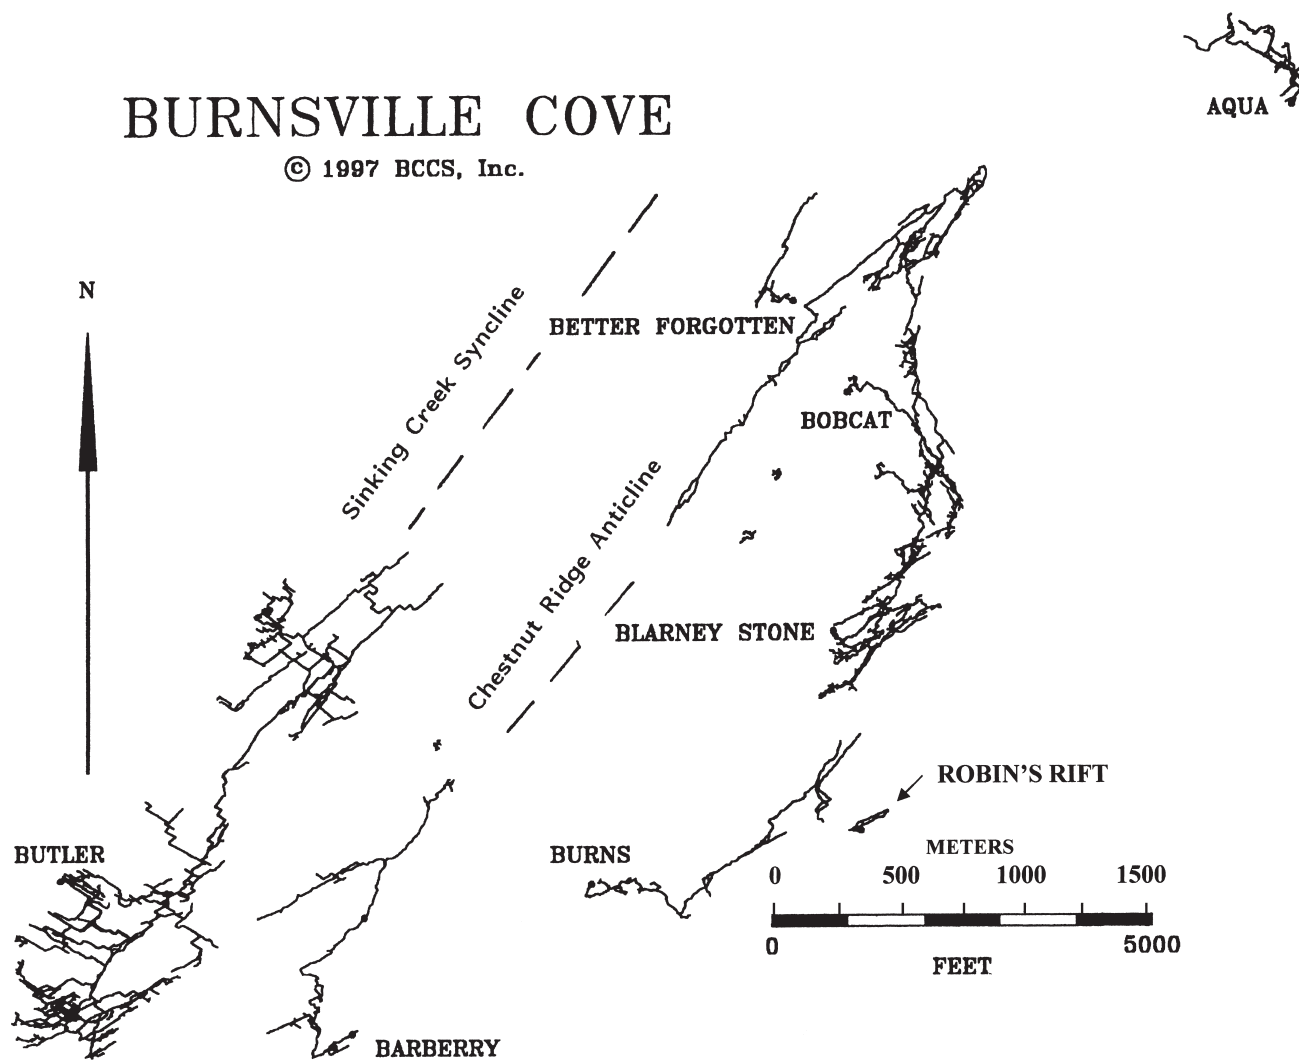 AQUA
BURNSVILLE COVE
© 1997 BCCS, Inc.
N
Sinking Creek Syncline
BETTER FORGOTTEN
BOBCAT
Chestnut Ridge Anticline
BLARNEY STONE
ROBIN'S RIFT
BUTLER
BURNS
METERS
0 500 1000 1500
0 5000
FEET
BARBERRY